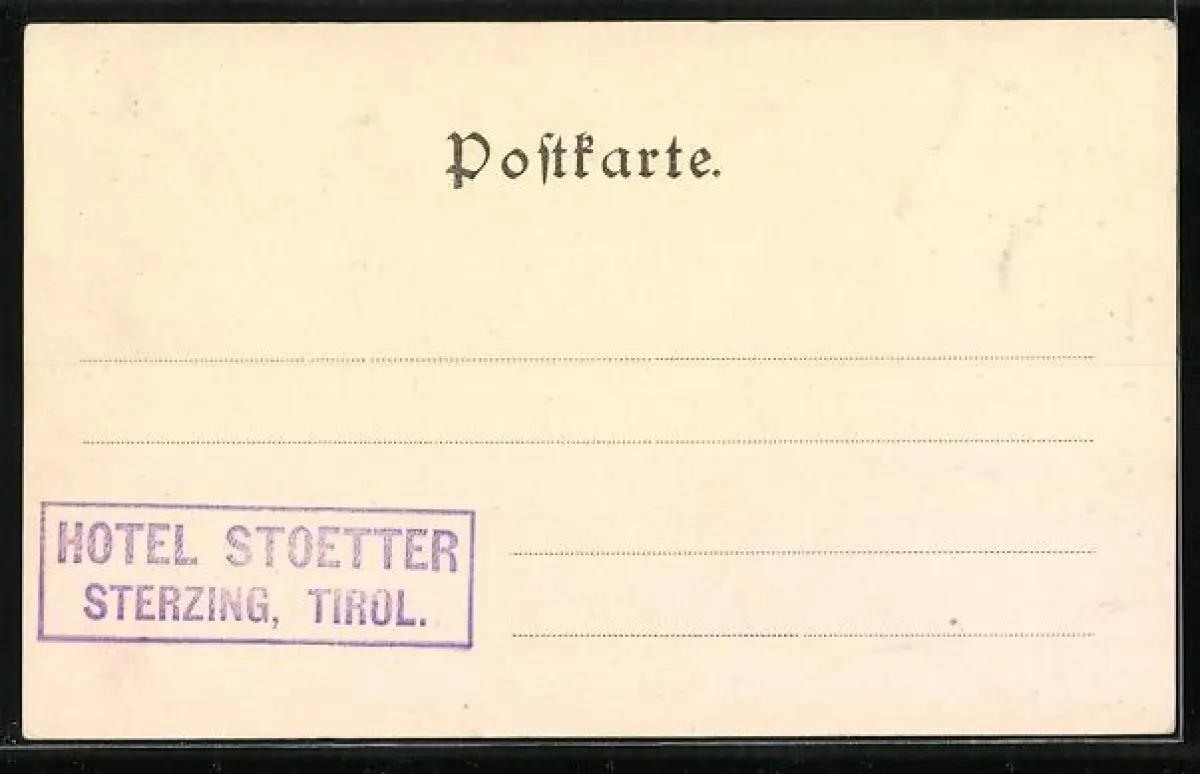 Poſtkarte.
HOTEL STOETTER
STERZING, TIROL.